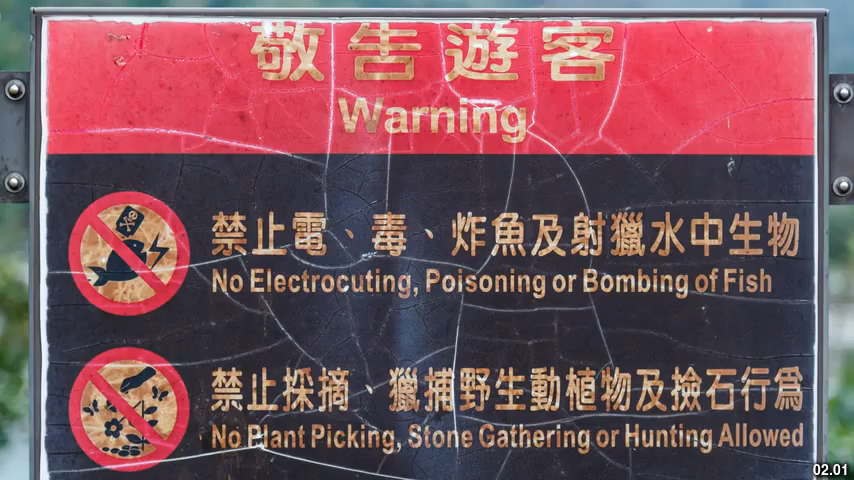 敬告遊客
Warning
禁止電、毒、炸魚及射獵水中生物
No Electrocuting, Poisoning or Bombing of Fish
禁止採摘、獵捕野生動植物及撿石行為
No Plant Picking, Stone Gathering or Hunting Allowed
02.01